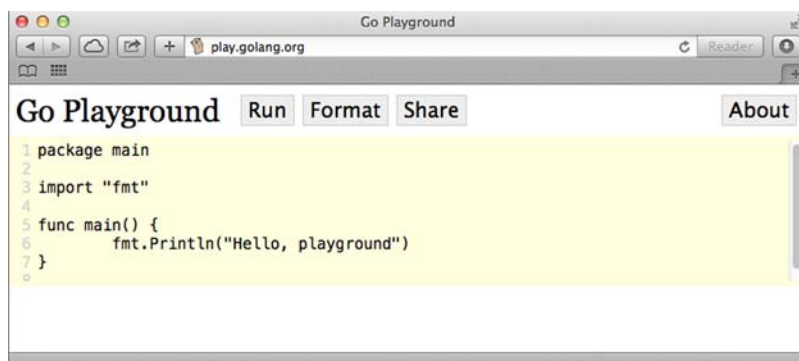 Go Playground
play.golang.org
Reader
Go Playground Run Format Share About
1 package main
2
3 import "fmt"
4
5 func main() {
6 fmt.Println("Hello, playground")
7 }